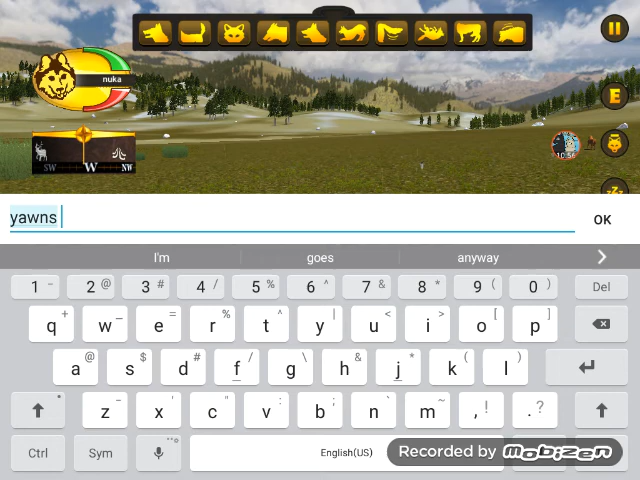 nuka
E
SW W NW
10:56
zZz
yawns
OK
I'm goes anyway
1 _ 2 @ 3 # 4 / 5 % 6 ^ 7 & 8 * 9 ( 0 ) Del
q + w _ e = r % t ^ y | u < i > o [ p ]
a @ s $ d # f / g \ h & j * k ( l )
z - x ' c " v : b ; n ` m ~ , ! . ?
Ctrl Sym English(US)
Recorded by Mobizen